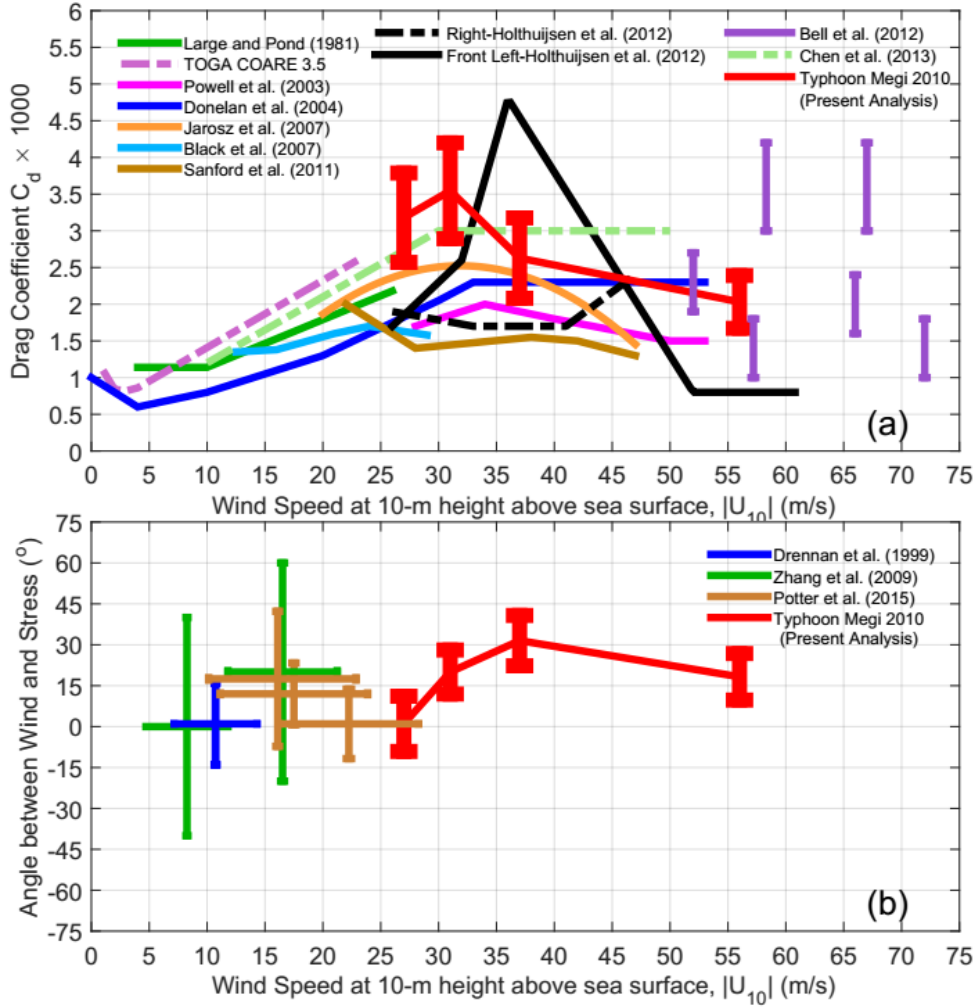 6
5.5
5
4.5
4
3.5
3
2.5
2
1.5
1
0.5
0
Drag Coefficient C_d × 1000
Large and Pond (1981)
TOGA COARE 3.5
Powell et al. (2003)
Donelan et al. (2004)
Jarosz et al. (2007)
Black et al. (2007)
Sanford et al. (2011)
Right-Holthuijsen et al. (2012)
Front Left-Holthuijsen et al. (2012)
Bell et al. (2012)
Chen et al. (2013)
Typhoon Megi 2010
(Present Analysis)
(a)
0 5 10 15 20 25 30 35 40 45 50 55 60 65 70 75
Wind Speed at 10-m height above sea surface, |U_10| (m/s)
75
60
45
30
15
0
-15
-30
-45
-60
-75
Angle between Wind and Stress (°)
Drennan et al. (1999)
Zhang et al. (2009)
Potter et al. (2015)
Typhoon Megi 2010
(Present Analysis)
(b)
0 5 10 15 20 25 30 35 40 45 50 55 60 65 70 75
Wind Speed at 10-m height above sea surface, |U_10| (m/s)